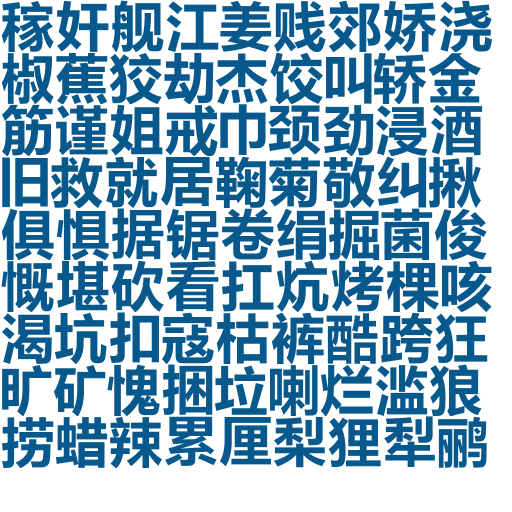 稼奸舰江姜贱郊娇浇
椒蕉狡劫杰饺叫轿金
筋谨姐戒巾颈劲浸酒
旧救就居鞠菊敬纠揪
俱惧据锯卷绢掘菌俊
慨堪砍看扛炕烤棵咳
渴坑扣寇枯裤酷跨狂
旷矿愧捆垃喇烂滥狼
捞蜡辣累厘梨狸犁鹂